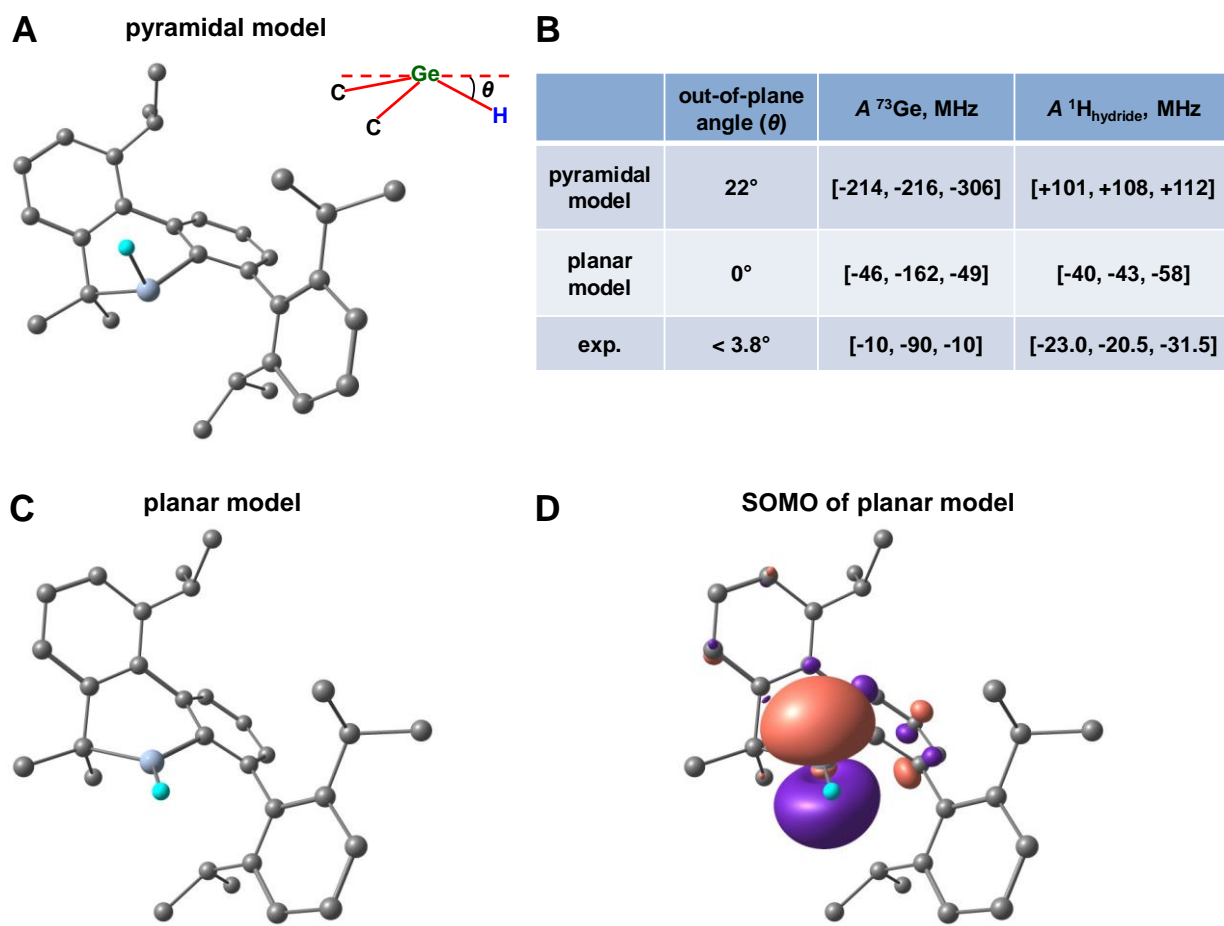 A
pyramidal model
Ge
C
θ
H
C
B
out-of-plane
angle (θ)
A ⁷³Ge, MHz
A ¹H_hydride, MHz
pyramidal
model
22°
[-214, -216, -306]
[+101, +108, +112]
planar
model
0°
[-46, -162, -49]
[-40, -43, -58]
exp.
< 3.8°
[-10, -90, -10]
[-23.0, -20.5, -31.5]
C
planar model
D
SOMO of planar model